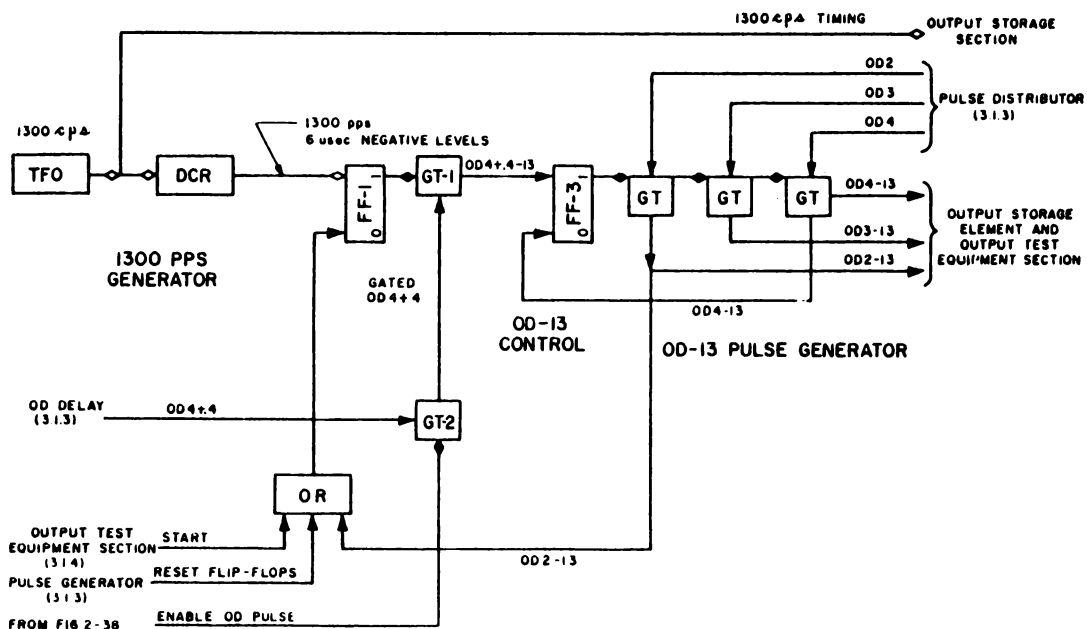 1300 cps TIMING
OUTPUT STORAGE
SECTION
OD2
OD3
PULSE DISTRIBUTOR
(3.1.3)
OD4
1300 cps
1300 pps
6 usec NEGATIVE LEVELS
TFO
DCR
FF-1
1
0
GT-1
OD4+.4-13
FF-3
1
0
GT
GT
GT
OD4-13
OD3-13
OD2-13
OUTPUT STORAGE
ELEMENT AND
OUTPUT TEST
EQUIPMENT SECTION
1300 PPS
GENERATOR
GATED
OD4+4
OD4-13
OD-13
CONTROL
OD-13 PULSE GENERATOR
OD DELAY
(3.1.3)
OD4+.4
GT-2
OR
OUTPUT TEST
EQUIPMENT SECTION
(3.1.4)
START
OD2-13
PULSE GENERATOR
(3.1.3)
RESET FLIP-FLOPS
FROM FIG 2-38
ENABLE OD PULSE